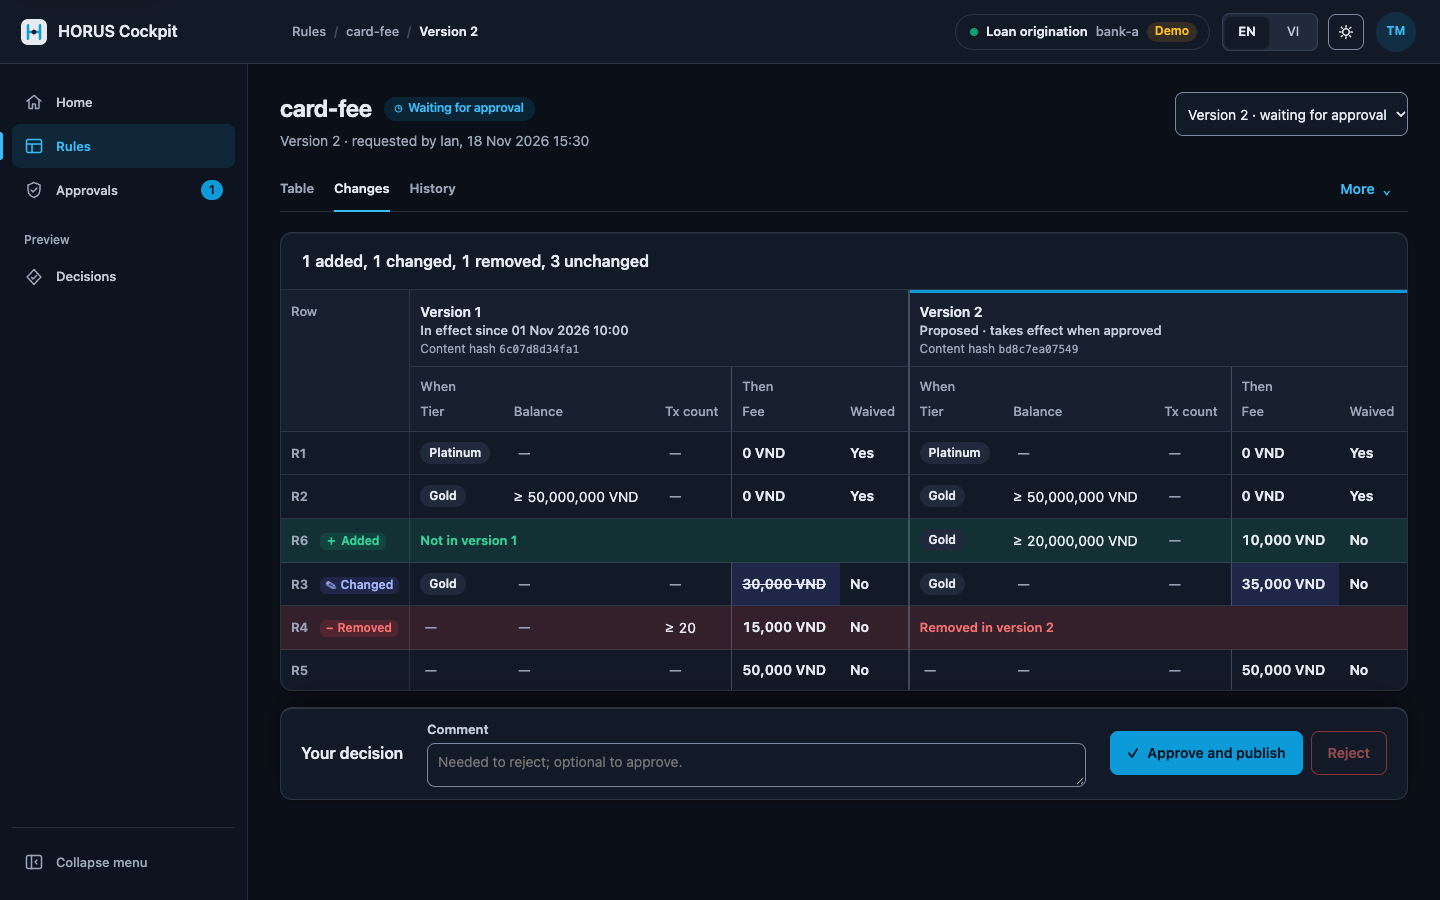 HORUS Cockpit
Rules / card-fee / Version 2
Loan origination bank-a Demo
EN VI
TM
Home
Rules
Approvals 1
Preview
Decisions
Collapse menu
card-fee Waiting for approval
Version 2 · requested by lan, 18 Nov 2026 15:30
Version 2 · waiting for approval
Table Changes History
More
1 added, 1 changed, 1 removed, 3 unchanged
Row
Version 1
In effect since 01 Nov 2026 10:00
Content hash 6c07d8d34fa1
Version 2
Proposed · takes effect when approved
Content hash bd8c7ea07549
When Then When Then
Tier Balance Tx count Fee Waived Tier Balance Tx count Fee Waived
R1 Platinum — — 0 VND Yes Platinum — — 0 VND Yes
R2 Gold ≥ 50,000,000 VND — 0 VND Yes Gold ≥ 50,000,000 VND — 0 VND Yes
R6 + Added Not in version 1 Gold ≥ 20,000,000 VND — 10,000 VND No
R3 ✎ Changed Gold — — 30,000 VND No Gold — — 35,000 VND No
R4 − Removed — — ≥ 20 15,000 VND No Removed in version 2
R5 — — — 50,000 VND No — — — 50,000 VND No
Your decision
Comment
Needed to reject; optional to approve.
✓ Approve and publish
Reject